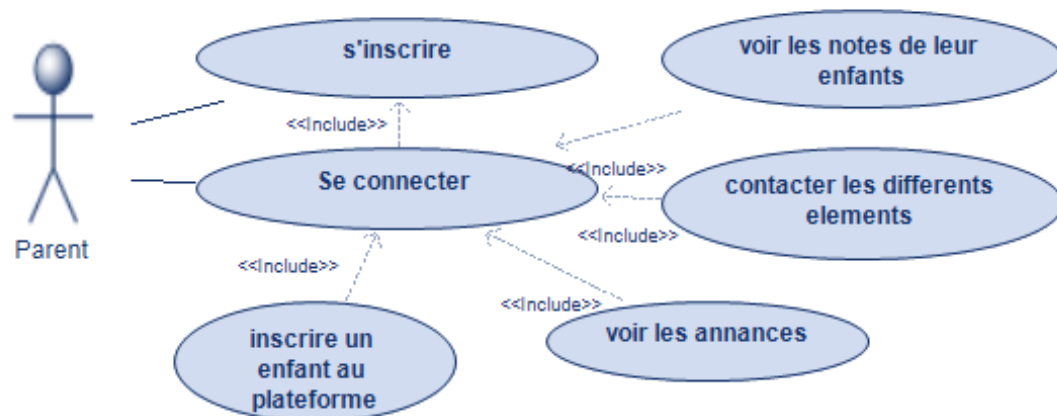 s'inscrire
voir les notes de leur
enfants
<<Include>>
Se connecter
<<Include>>
contacter les differents
elements
Parent
<<Include>>
<<Include>>
<<Include>>
inscrire un
enfant au
plateforme
voir les annances